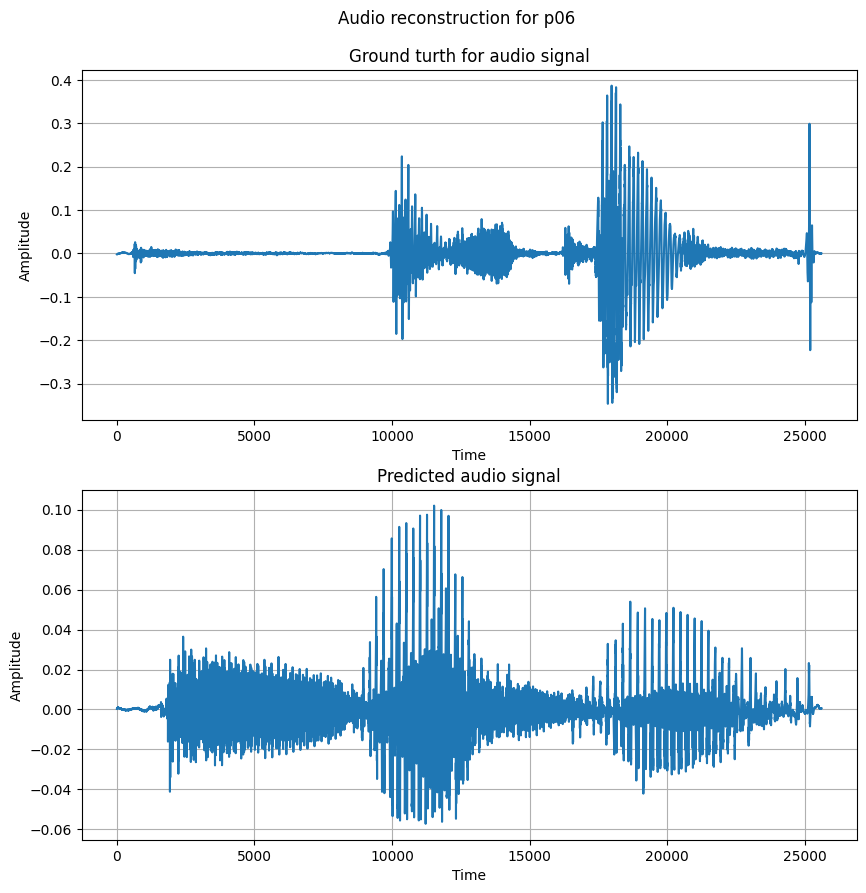 Audio reconstruction for p06
Ground turth for audio signal
0.4
0.3
0.2
0.1
0.0
−0.1
−0.2
−0.3
Amplitude
0 5000 10000 15000 20000 25000
Time
Predicted audio signal
0.10
0.08
0.06
0.04
0.02
0.00
−0.02
−0.04
−0.06
Amplitude
0 5000 10000 15000 20000 25000
Time